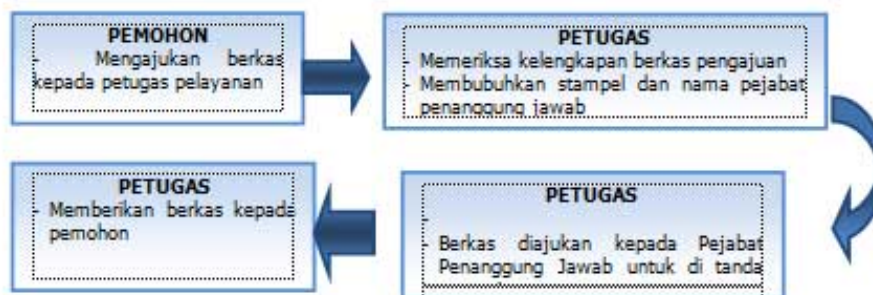 PEMOHON
- Mengajukan berkas
kepada petugas pelayanan
PETUGAS
- Memeriksa kelengkapan berkas pengajuan
- Membubuhkan stampel dan nama pejabat
penanggung jawab
PETUGAS
-
- Berkas diajukan kepada Pejabat
Penanggung Jawab untuk di tanda
PETUGAS
- Memberikan berkas kepada
pemohon